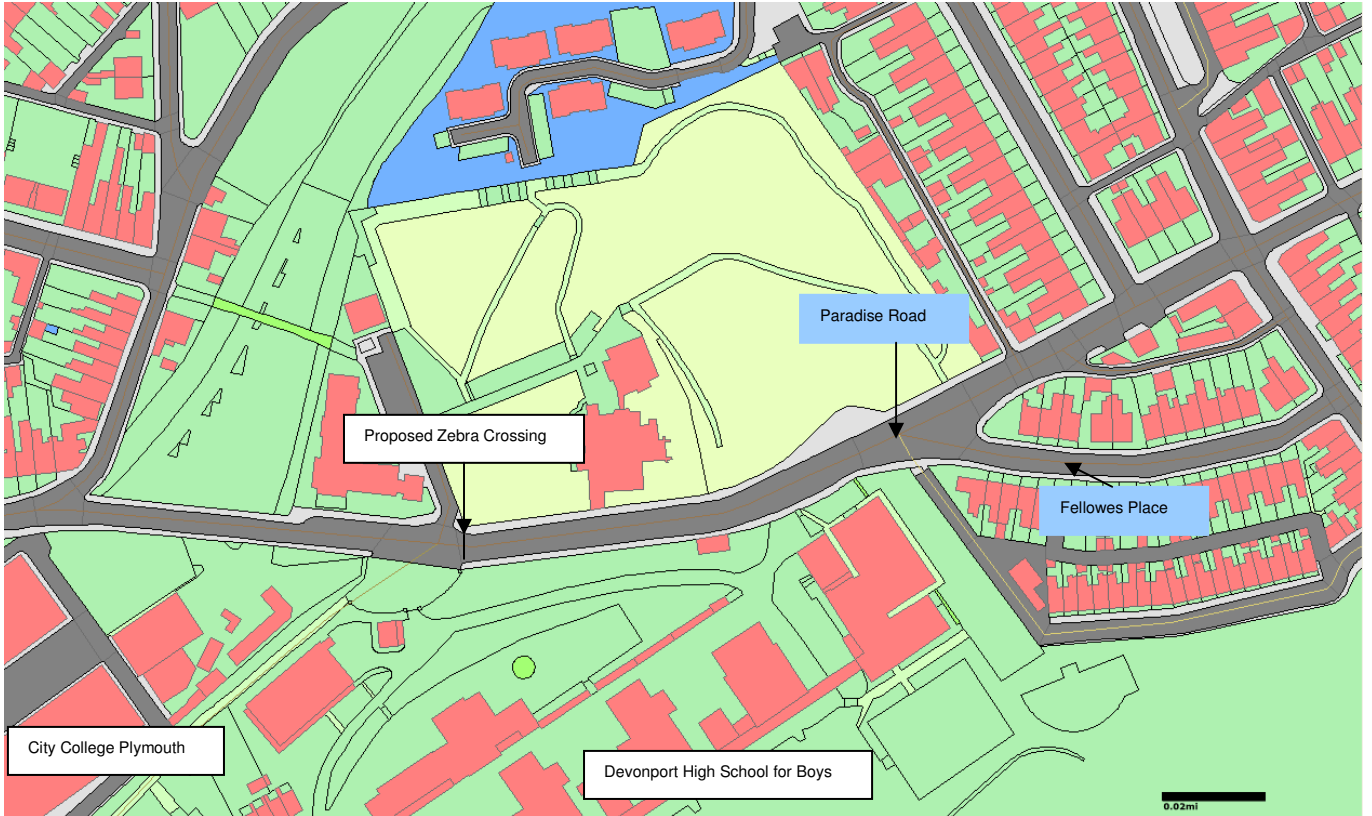 Paradise Road
Proposed Zebra Crossing
Fellowes Place
City College Plymouth
Devonport High School for Boys
0.02mi